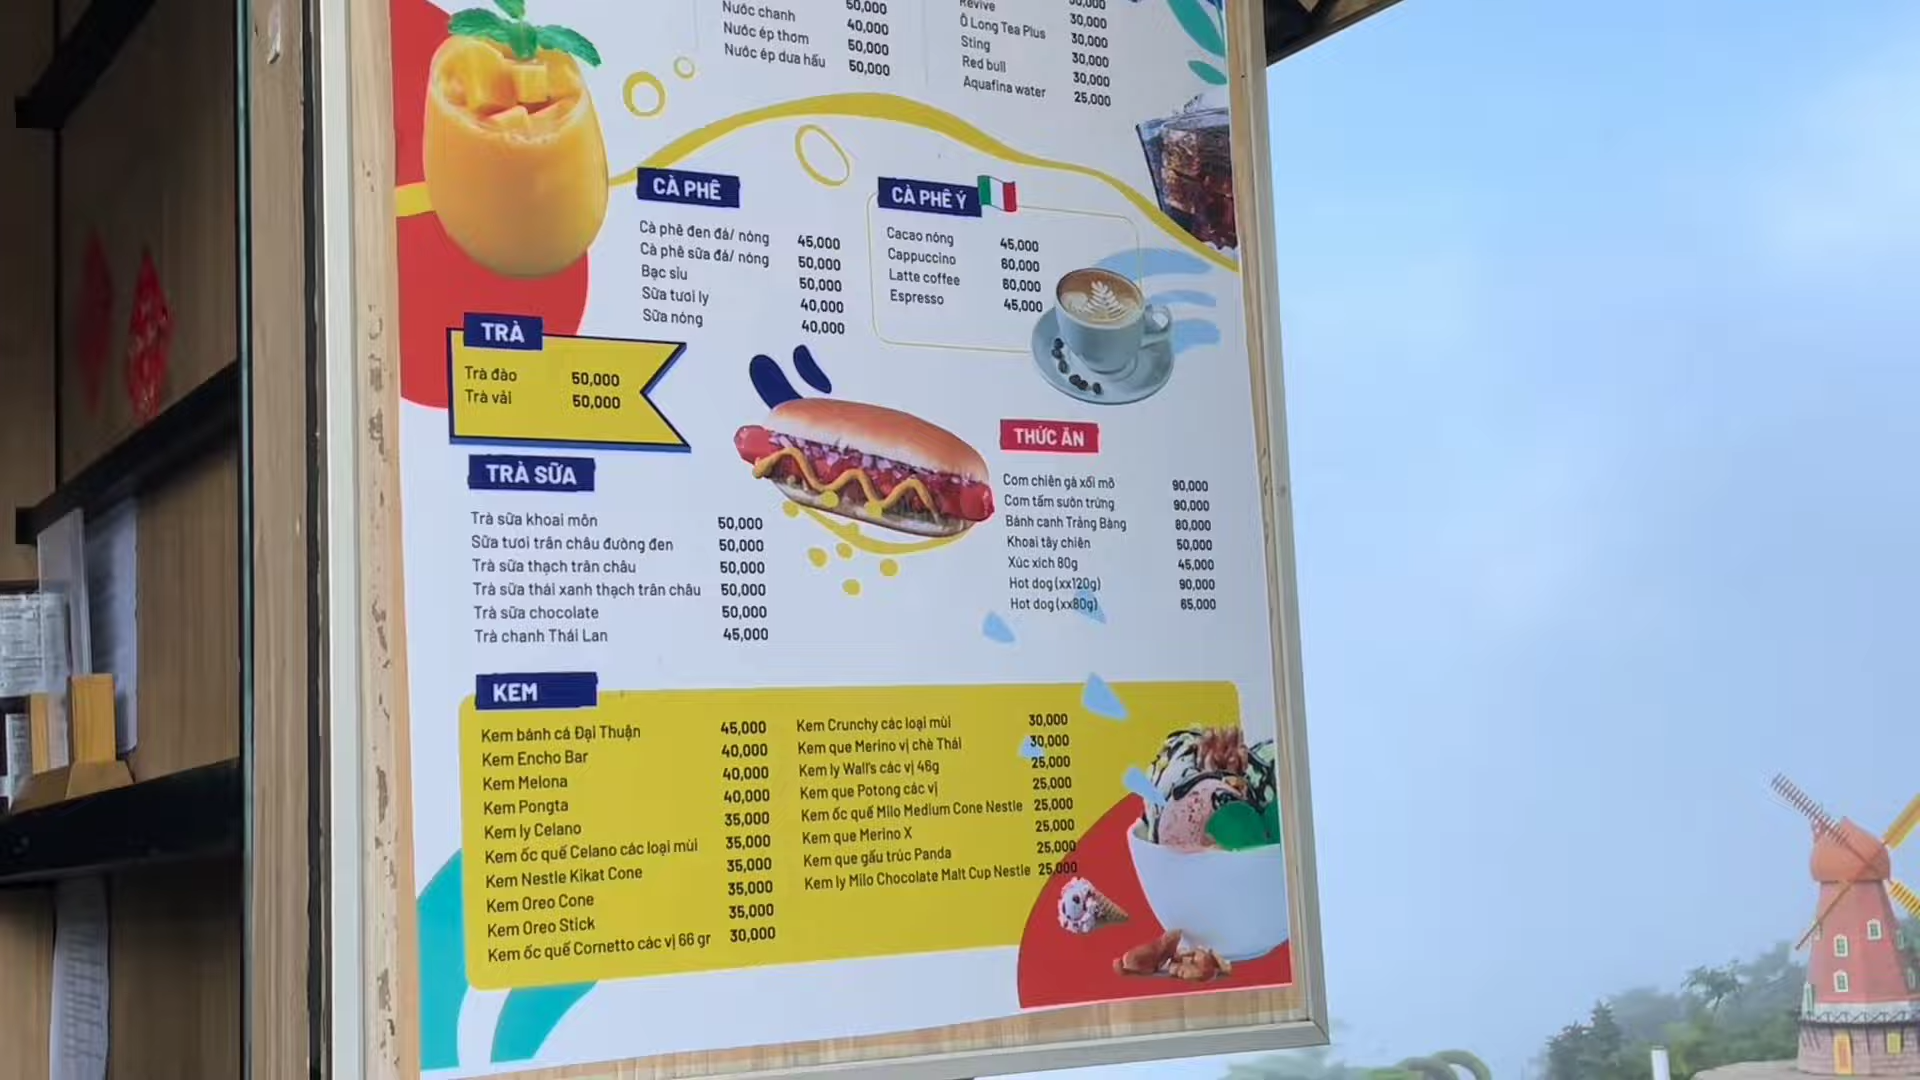 Nước chanh 50,000
Nước ép thơm 40,000
Nước ép dưa hấu 50,000
50,000
Revive 30,000
Ô Long Tea Plus 30,000
Sting 30,000
Red bull 30,000
Aquafina water 30,000
25,000
CÀ PHÊ
Cà phê đen đá/ nóng 45,000
Cà phê sữa đá/ nóng 50,000
Bạc sỉu 50,000
Sữa tươi ly 40,000
Sữa nóng 40,000
CÀ PHÊ Ý
Cacao nóng 45,000
Cappuccino 60,000
Latte coffee 60,000
Espresso 45,000
TRÀ
Trà đào 50,000
Trà vải 50,000
TRÀ SỮA
Trà sữa khoai môn 50,000
Sữa tươi trân châu đường đen 50,000
Trà sữa thạch trân châu 50,000
Trà sữa thái xanh thạch trân châu 50,000
Trà sữa chocolate 50,000
Trà chanh Thái Lan 45,000
THỨC ĂN
Cơm chiên gà xối mỡ 90,000
Cơm tấm sườn trứng 90,000
Bánh canh Trảng Bàng 80,000
Khoai tây chiên 50,000
Xúc xích 80g 45,000
Hot dog (xx120g) 90,000
Hot dog (xx80g) 65,000
KEM
Kem bánh cá Đại Thuận 45,000
Kem Encho Bar 40,000
Kem Melona 40,000
Kem Pongta 40,000
Kem ly Celano 35,000
Kem ốc quế Celano các loại mùi 35,000
Kem Nestle Kikat Cone 35,000
Kem Oreo Cone 35,000
Kem Oreo Stick 35,000
Kem ốc quế Cornetto các vị 66 gr 30,000
Kem Crunchy các loại mùi 30,000
Kem que Merino vị chè Thái 30,000
Kem ly Wall's các vị 46g 25,000
Kem que Potong các vị 25,000
Kem ốc quế Milo Medium Cone Nestle 25,000
Kem que Merino X 25,000
Kem que gấu trúc Panda 25,000
Kem ly Milo Chocolate Malt Cup Nestle 25,000